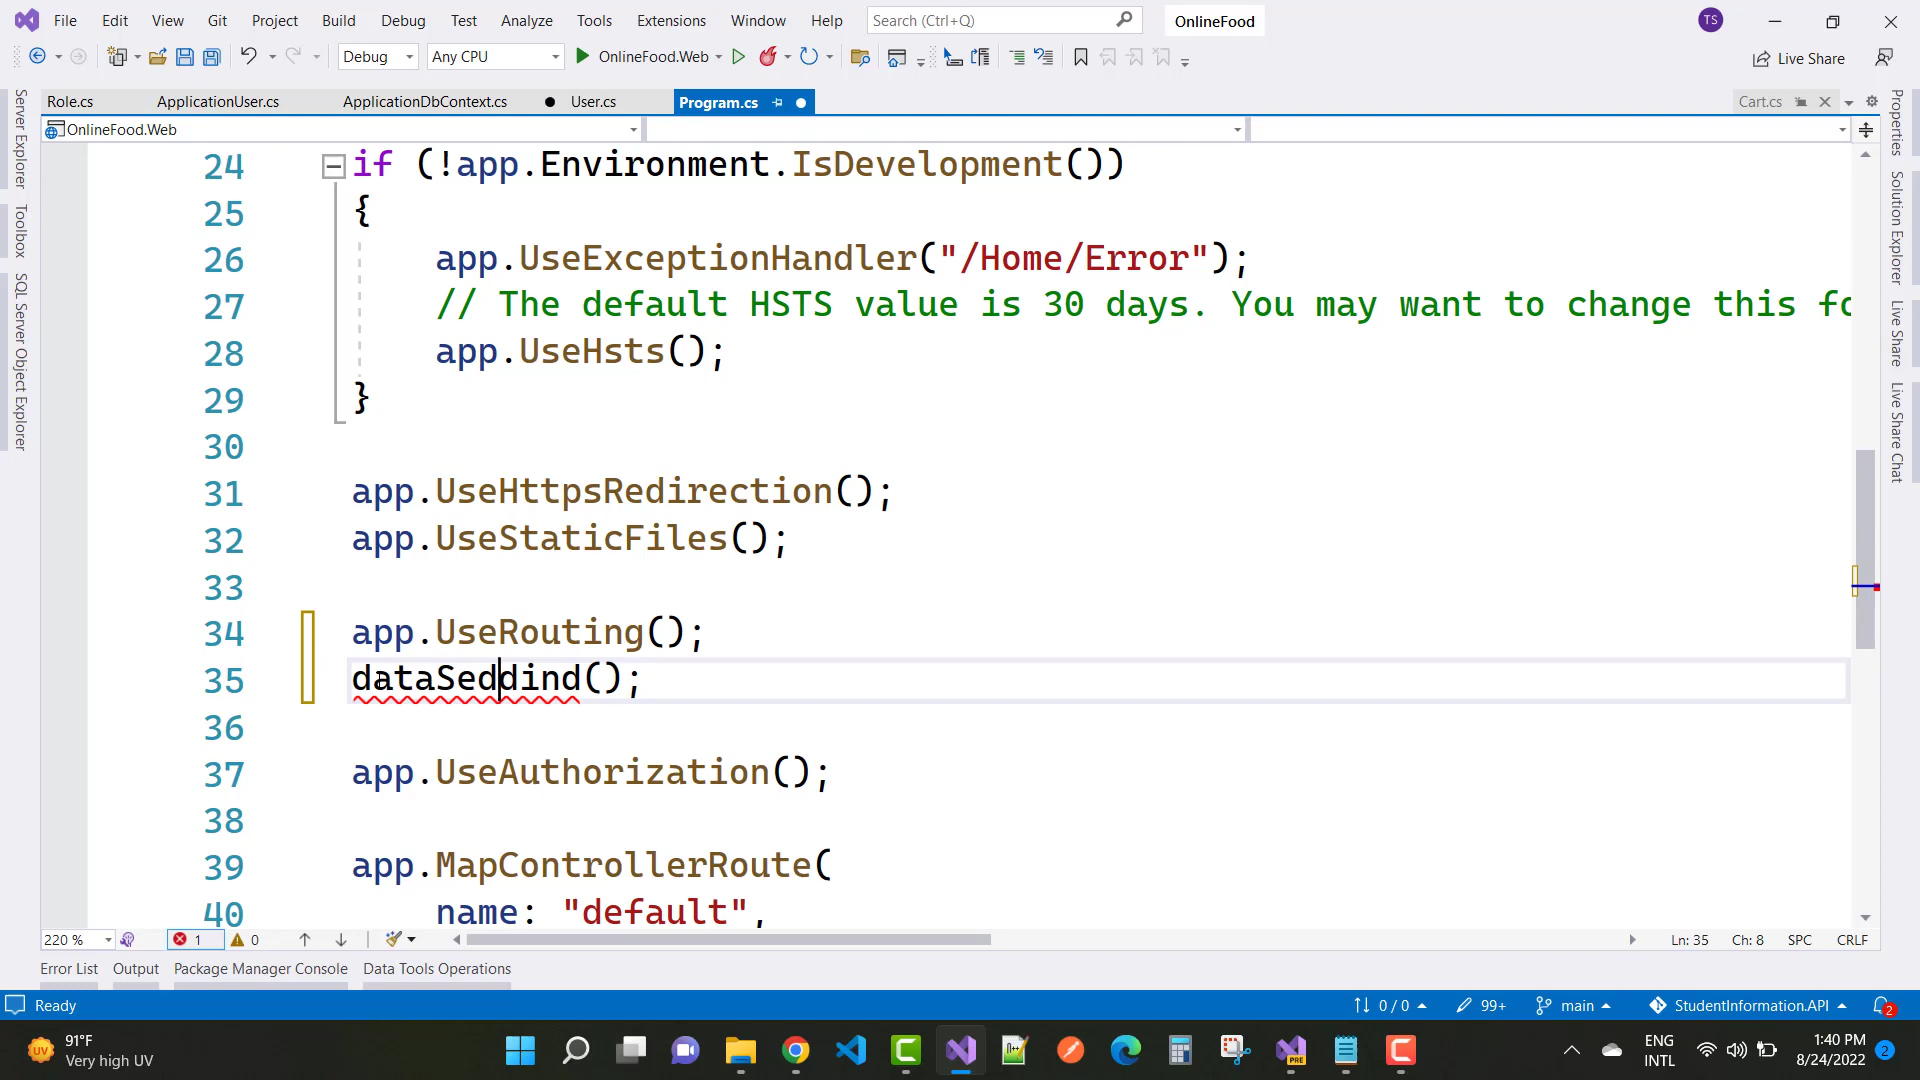 File Edit View Git Project Build Debug Test Analyze Tools Extensions Window Help Search (Ctrl+Q) OnlineFood TS
Debug Any CPU OnlineFood.Web Live Share
Role.cs ApplicationUser.cs ApplicationDbContext.cs User.cs Program.cs Cart.cs
OnlineFood.Web
Server Explorer
Toolbox
SQL Server Object Explorer
24 if (!app.Environment.IsDevelopment())
25 {
26 app.UseExceptionHandler("/Home/Error");
27 // The default HSTS value is 30 days. You may want to change this fo
28 app.UseHsts();
29 }
30
31 app.UseHttpsRedirection();
32 app.UseStaticFiles();
33
34 app.UseRouting();
35 dataSeddind();
36
37 app.UseAuthorization();
38
39 app.MapControllerRoute(
40 name: "default",
Properties
Solution Explorer
Live Share
Live Share Chat
220 % 1 0 Ln: 35 Ch: 8 SPC CRLF
Error List Output Package Manager Console Data Tools Operations
Ready 0 / 0 99+ main StudentInformation.API 2
91°F
Very high UV
UV
PRE
ENG
INTL
1:40 PM
8/24/2022
2